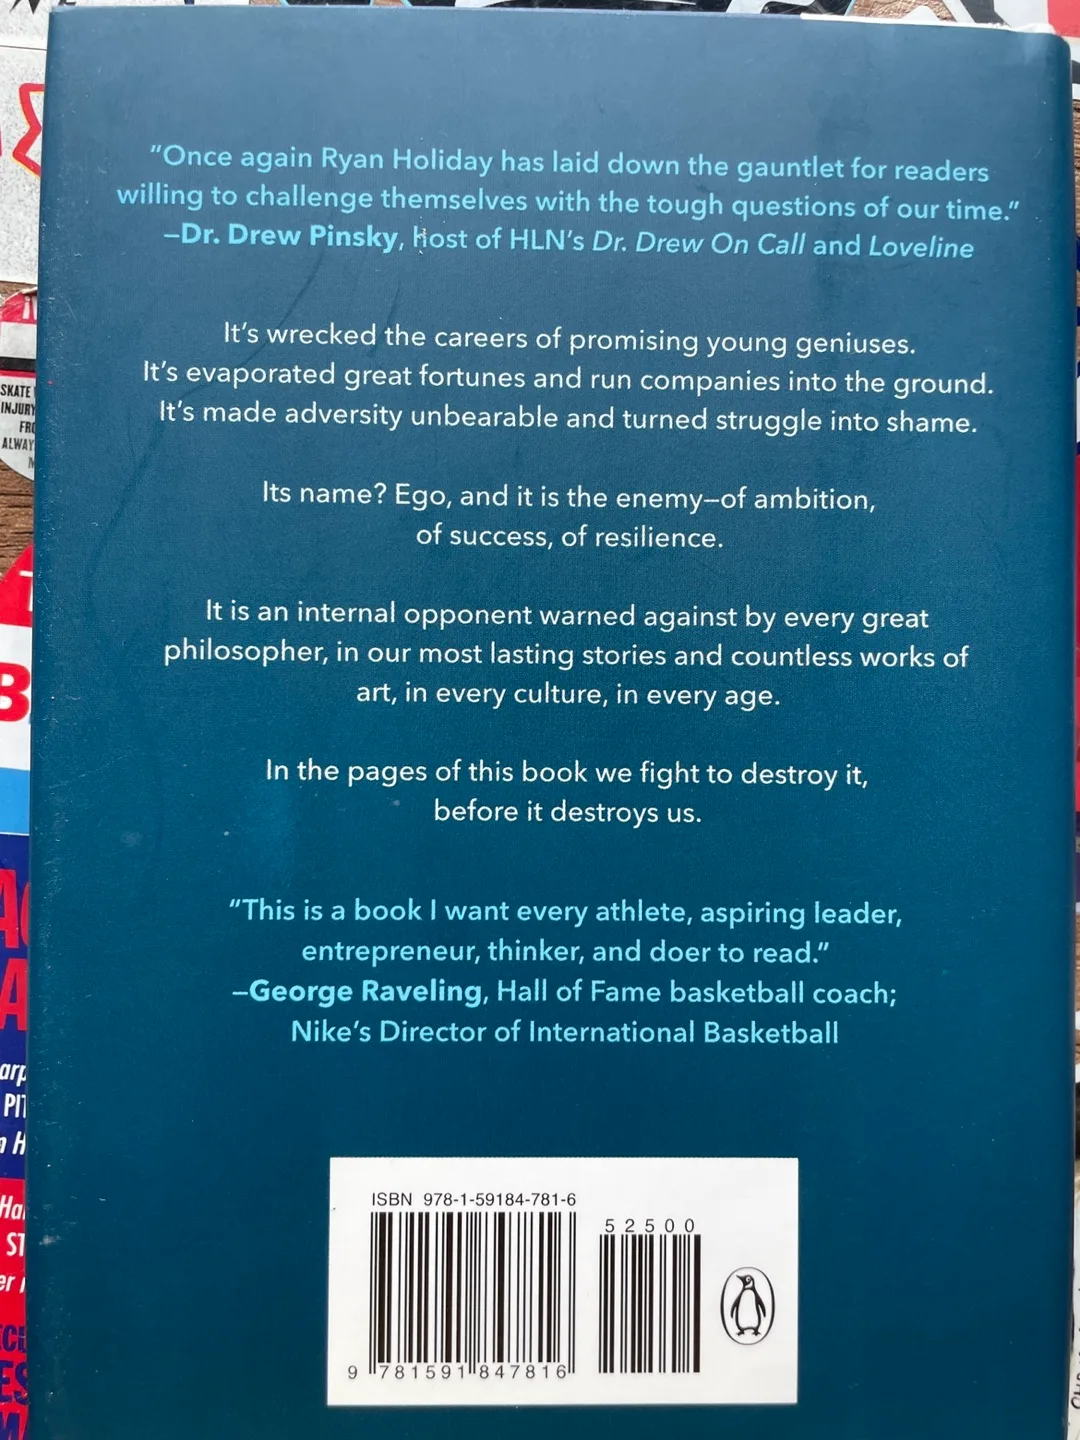 "Once again Ryan Holiday has laid down the gauntlet for readers
willing to challenge themselves with the tough questions of our time."
—Dr. Drew Pinsky, host of HLN's Dr. Drew On Call and Loveline
It's wrecked the careers of promising young geniuses.
It's evaporated great fortunes and run companies into the ground.
It's made adversity unbearable and turned struggle into shame.
Its name? Ego, and it is the enemy—of ambition,
of success, of resilience.
It is an internal opponent warned against by every great
philosopher, in our most lasting stories and countless works of
art, in every culture, in every age.
In the pages of this book we fight to destroy it,
before it destroys us.
"This is a book I want every athlete, aspiring leader,
entrepreneur, thinker, and doer to read."
—George Raveling, Hall of Fame basketball coach;
Nike's Director of International Basketball
ISBN 978-1-59184-781-6
52500
9 781591 847816
SKATE
INJURY